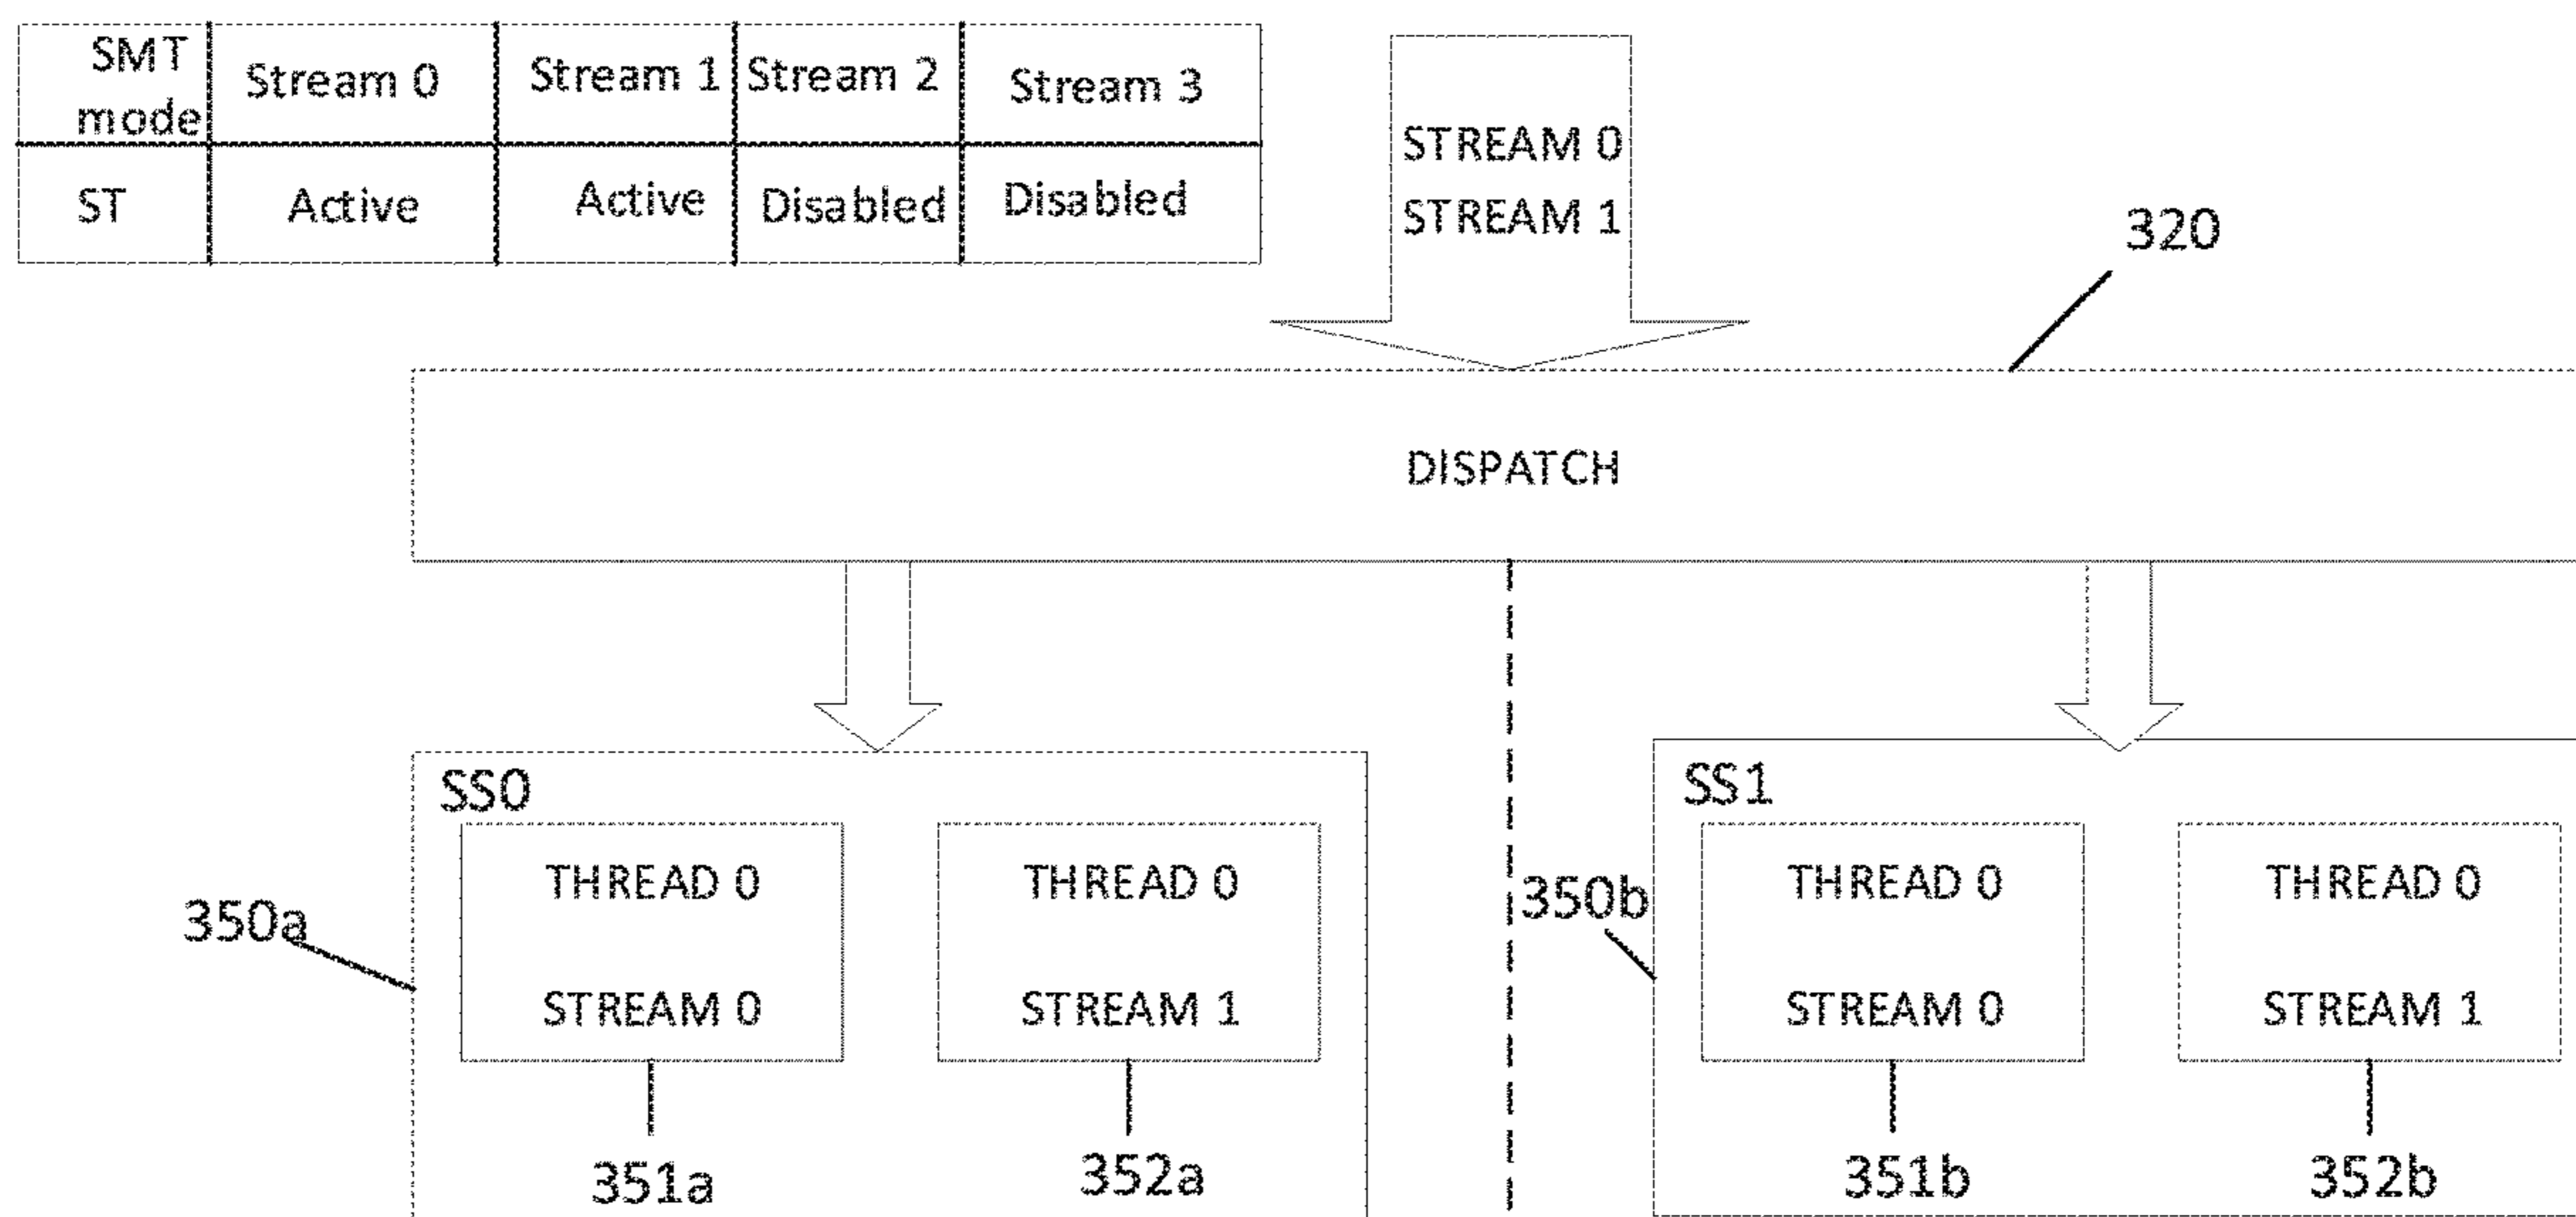 SMT mode Stream 0 Stream 1 Stream 2 Stream 3
ST Active Active Disabled Disabled
STREAM 0
STREAM 1
320
DISPATCH
SS0
SS1
THREAD 0 THREAD 0 THREAD 0 THREAD 0
350a
350b
STREAM 0 STREAM 1 STREAM 0 STREAM 1
351a 352a 351b 352b